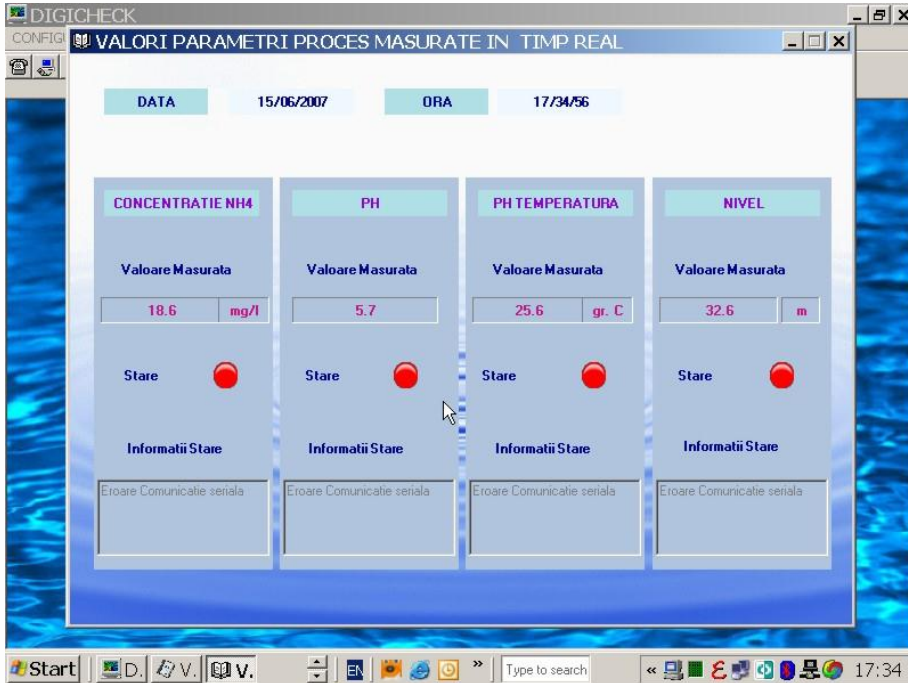 DIGICHECK
CONFIG
VALORI PARAMETRI PROCES MASURATE IN TIMP REAL
DATA 15/06/2007 ORA 17/34/56
CONCENTRATIE NH4 PH PH TEMPERATURA NIVEL
Valoare Masurata Valoare Masurata Valoare Masurata Valoare Masurata
18.6 mg/l 5.7 25.6 gr. C 32.6 m
Stare Stare Stare Stare
Informatii Stare Informatii Stare Informatii Stare Informatii Stare
Eroare Comunicatie seriala Eroare Comunicatie seriala Eroare Comunicatie seriala Eroare Comunicatie seriala
Start D. V. V. EN » Type to search « 17:34